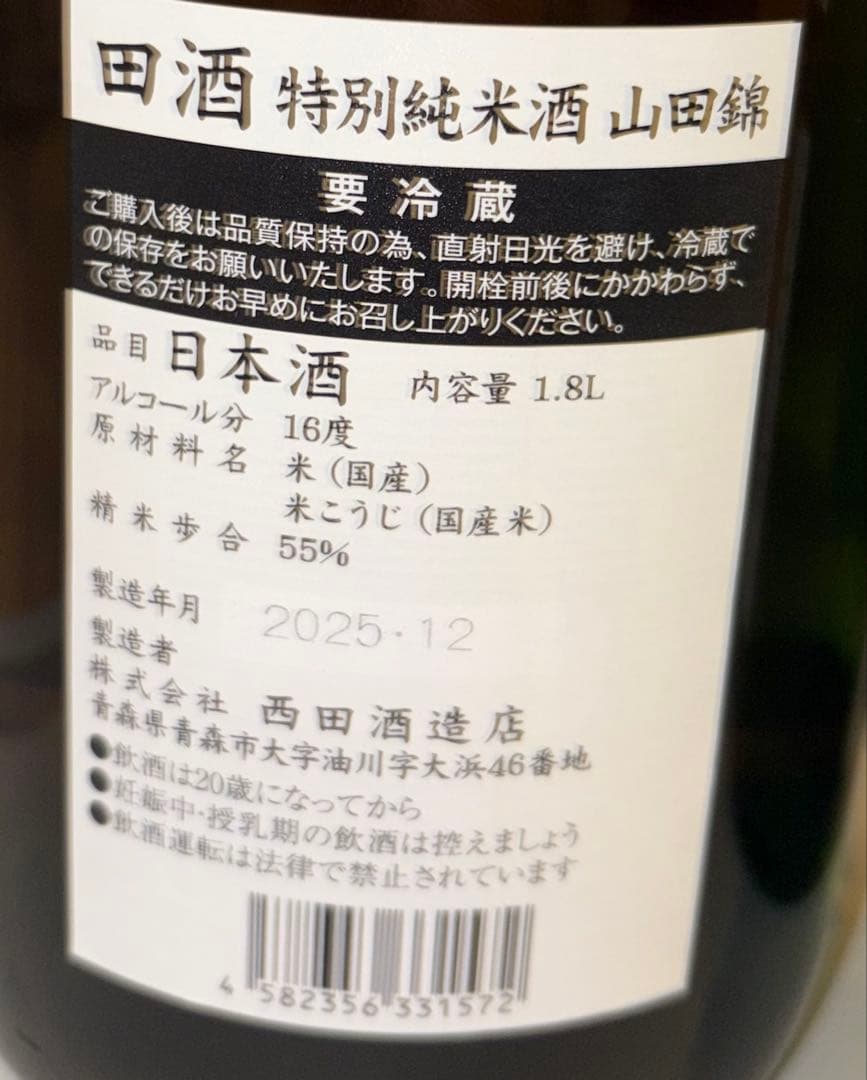 田酒 特別純米酒 山田錦
要冷蔵
ご購入後は品質保持の為、直射日光を避け、冷蔵で
の保存をお願いいたします。開栓前後にかかわらず、
できるだけお早めにお召し上がりください。
品目 日本酒 内容量 1.8L
アルコール分 16度
原材料名 米（国産）
米こうじ（国産米）
精米歩合 55%
製造年月 2025・12
製造者
株式会社 西田酒造店
青森県青森市大字油川字大浜46番地
●飲酒は20歳になってから
●妊娠中・授乳期の飲酒は控えましょう
●飲酒運転は法律で禁止されています
4 582356 331572